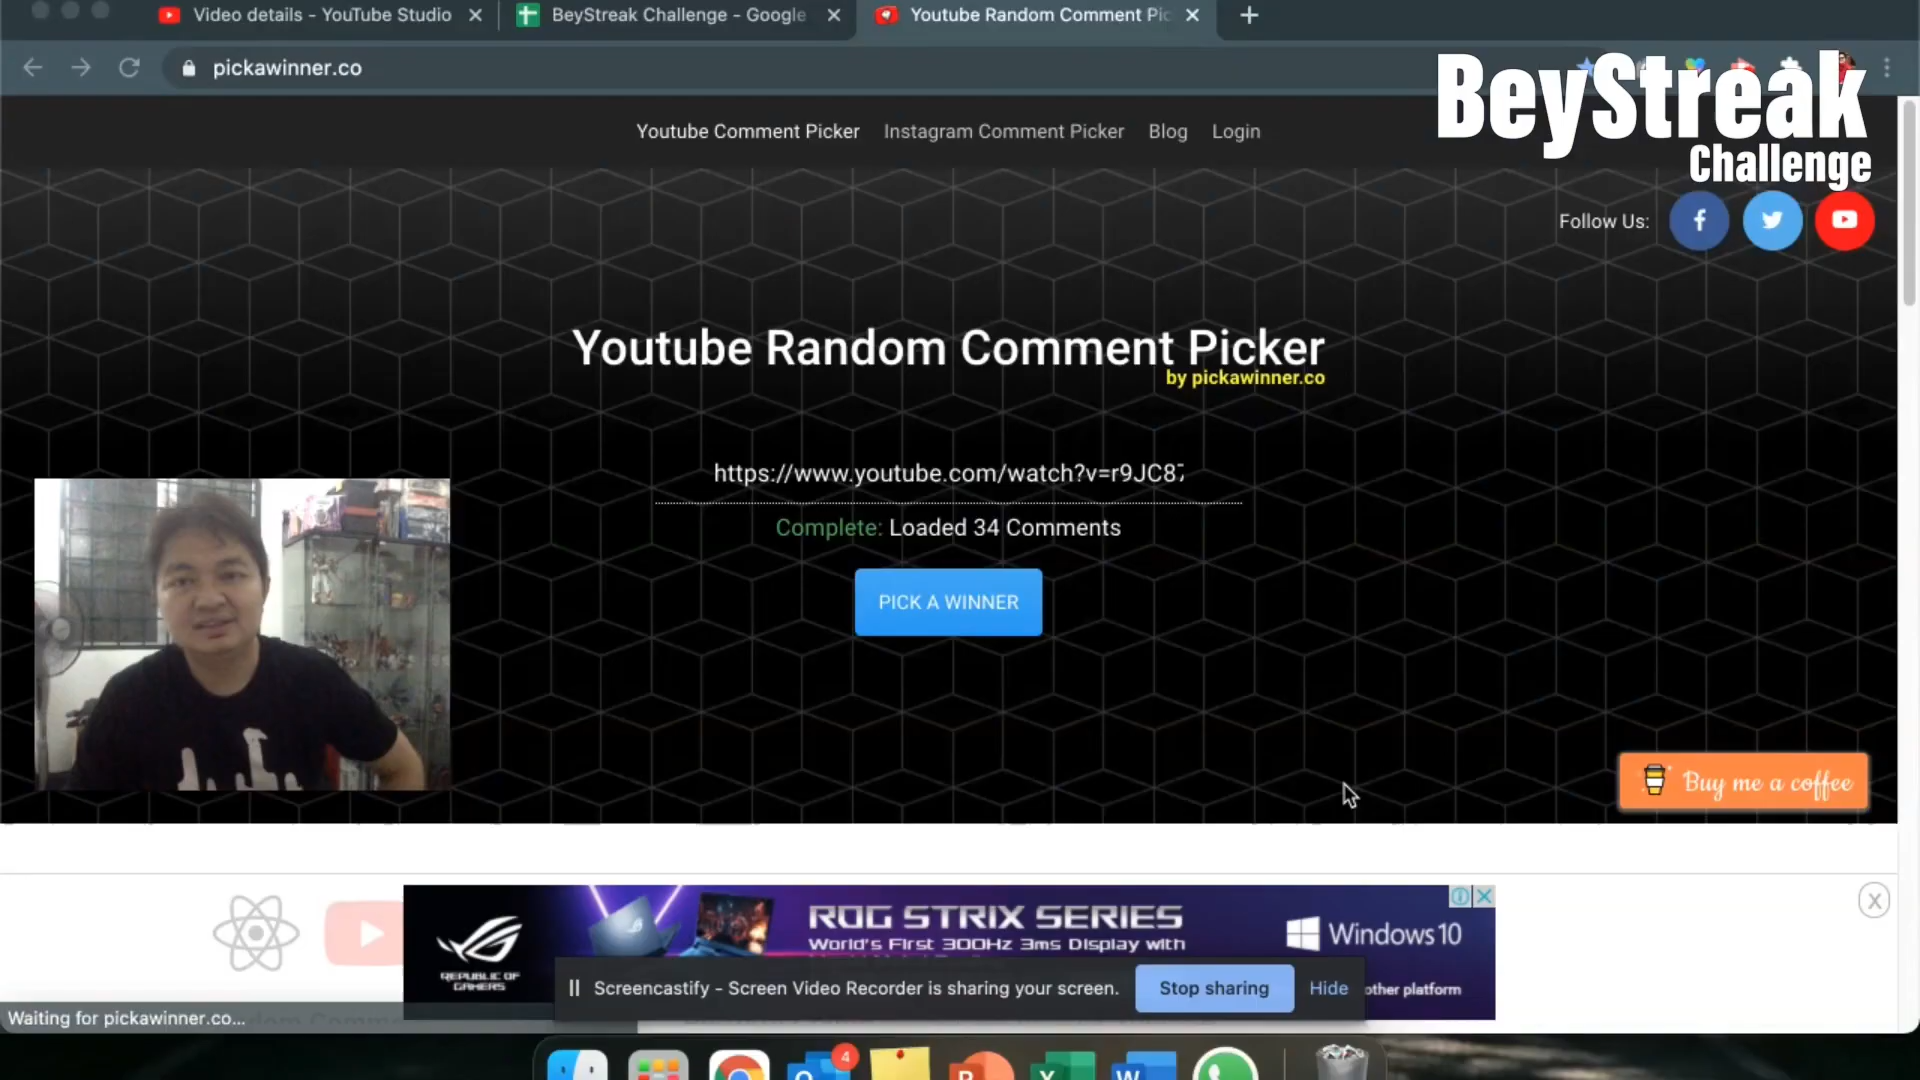 Video details - YouTube Studio
BeyStreak Challenge - Google
Youtube Random Comment Pic
pickawinner.co
BeyStreak
Challenge
Youtube Comment Picker
Instagram Comment Picker
Blog
Login
Follow Us:
Youtube Random Comment Picker
by pickawinner.co
https://www.youtube.com/watch?v=r9JC87
Complete: Loaded 34 Comments
PICK A WINNER
Buy me a coffee
REPUBLIC OF
GAMERS
ROG STRIX SERIES
World's First 300Hz 3ms Display with
Windows 10
other platform
Screencastify - Screen Video Recorder is sharing your screen.
Stop sharing
Hide
Waiting for pickawinner.co...
4